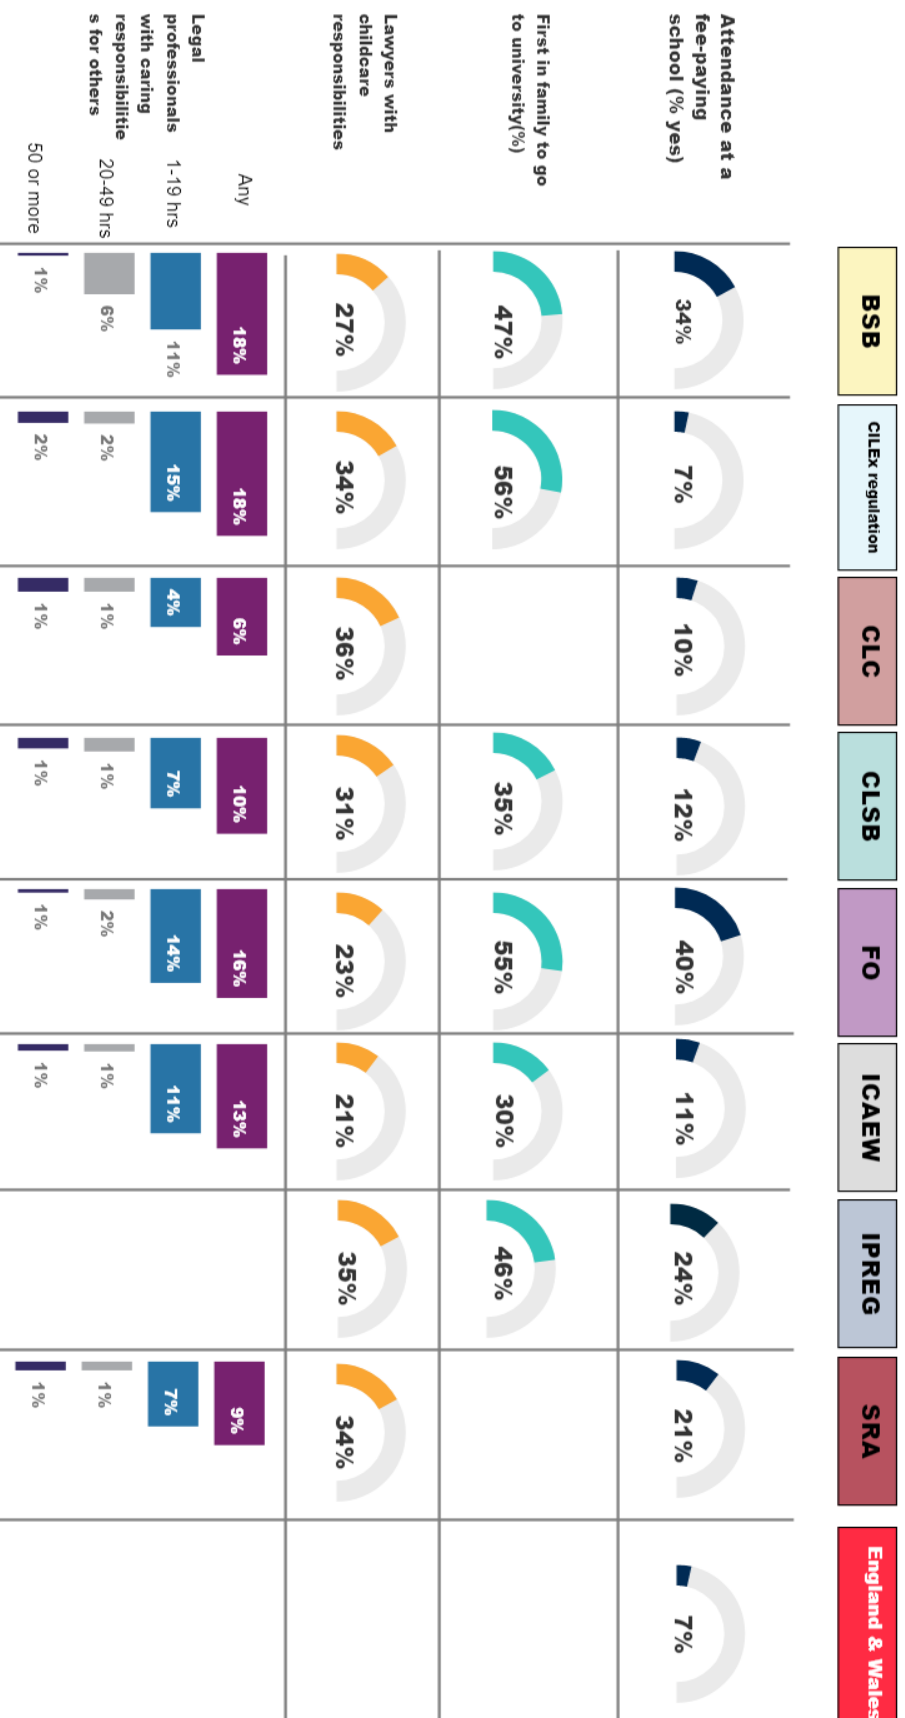 BSB
CILEx regulation
CLC
CLSB
FO
ICAEW
IPREG
SRA
England & Wales
Attendance at a
fee-paying
school (% yes)
34%
7%
10%
12%
40%
11%
24%
21%
7%
First in family to go
to university(%)
47%
56%
35%
55%
30%
46%
Lawyers with
childcare
responsibilities
27%
34%
36%
31%
23%
21%
35%
34%
Legal
professionals
with caring
responsibilitie
s for others
Any
18%
18%
6%
10%
16%
13%
9%
1-19 hrs
11%
15%
4%
7%
14%
11%
7%
20-49 hrs
6%
2%
1%
1%
2%
1%
1%
50 or more
1%
2%
1%
1%
1%
1%
1%